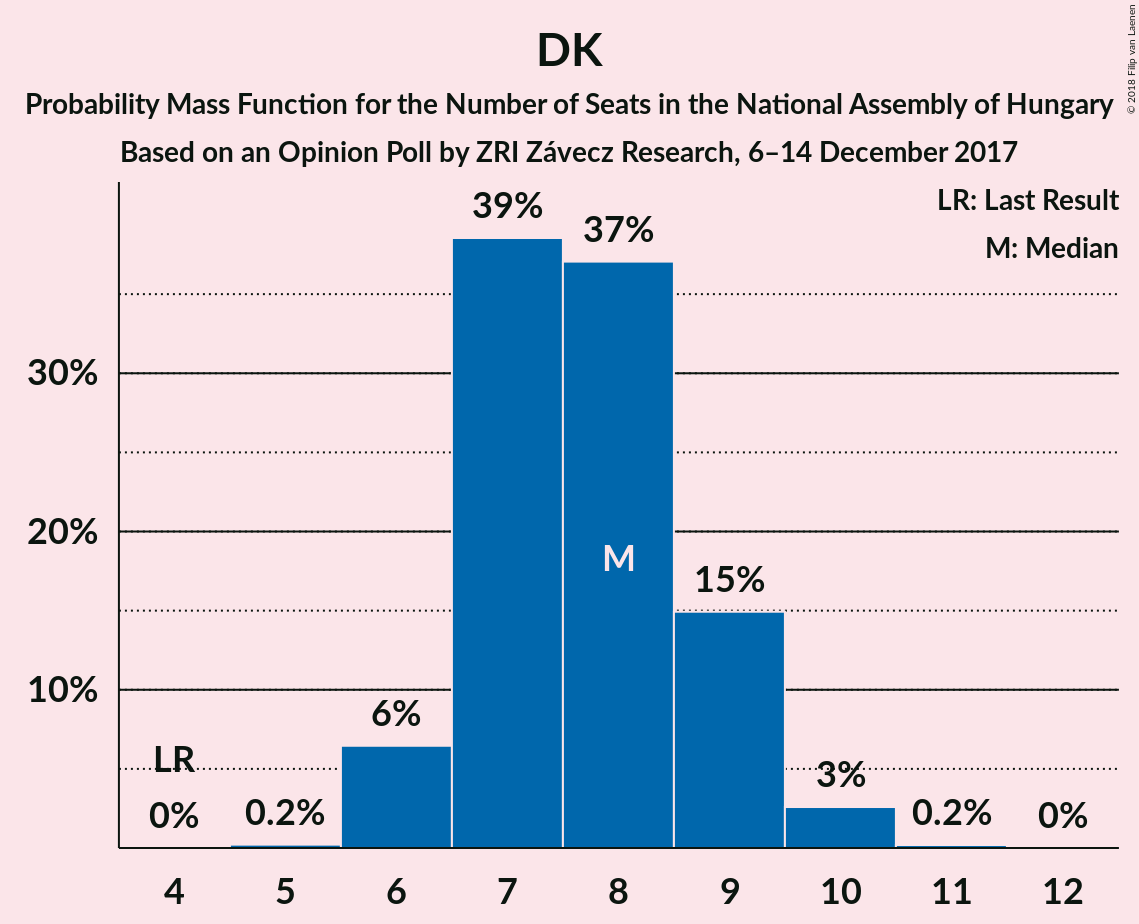 DK
Probability Mass Function for the Number of Seats in the National Assembly of Hungary
Based on an Opinion Poll by ZRI Závecz Research, 6–14 December 2017
© 2018 Filip van Laenen
LR: Last Result
M: Median
39%
37%
30%
20%
M
15%
10%
6%
LR
3%
0%
0.2%
0.2%
0%
4 5 6 7 8 9 10 11 12